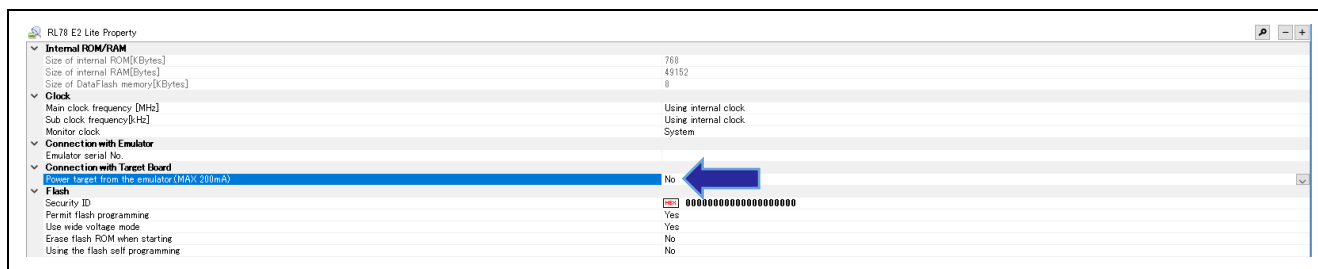 RL78 E2 Lite Property
Internal ROM/RAM
Size of internal ROM[KBytes] 768
Size of internal RAM[Bytes] 49152
Size of DataFlash memory[KBytes] 8
Clock
Main clock frequency [MHz] Using internal clock
Sub clock frequency[kHz] Using internal clock
Monitor clock System
Connection with Emulator
Emulator serial No.
Connection with Target Board
Power target from the emulator.(MAX 200mA) No
Flash
Security ID HEX 00000000000000000000
Permit flash programming Yes
Use wide voltage mode Yes
Erase flash ROM when starting No
Using the flash self programming No